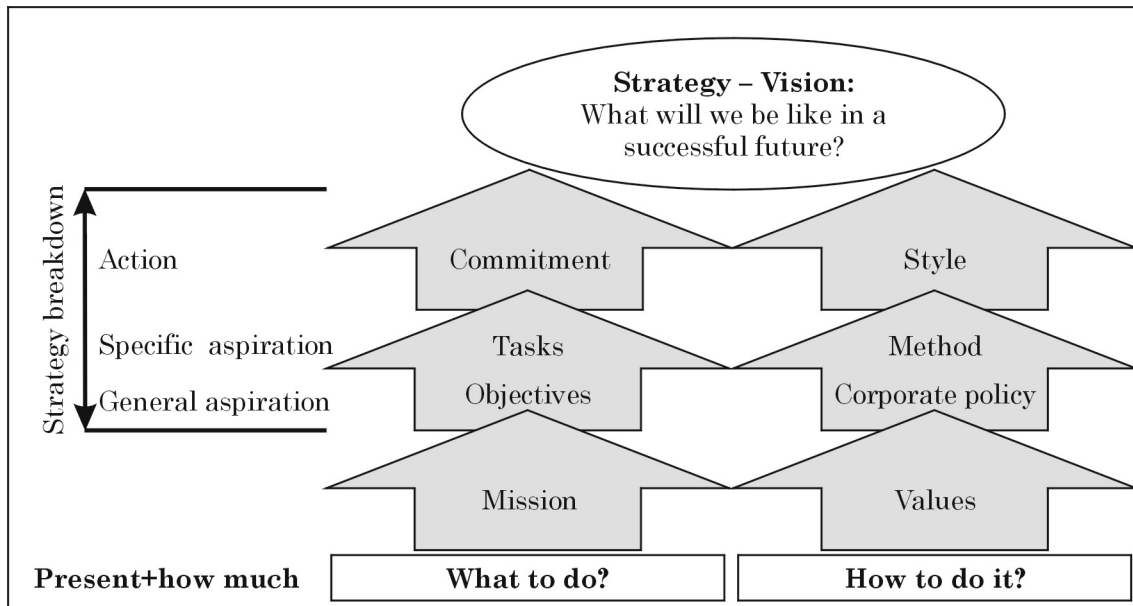 Strategy – Vision:
What will we be like in a
successful future?
Strategy breakdown
Action
Commitment
Style
Specific aspiration
Tasks
Method
General aspiration
Objectives
Corporate policy
Mission
Values
Present+how much
What to do?
How to do it?